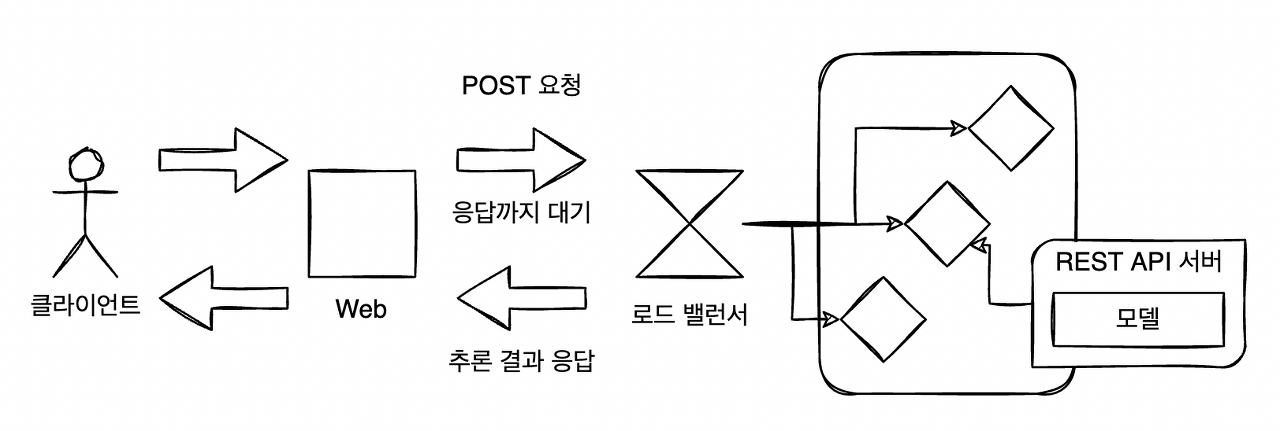 POST 요청
응답까지 대기
클라이언트
Web
추론 결과 응답
로드 밸런서
REST API 서버
모델